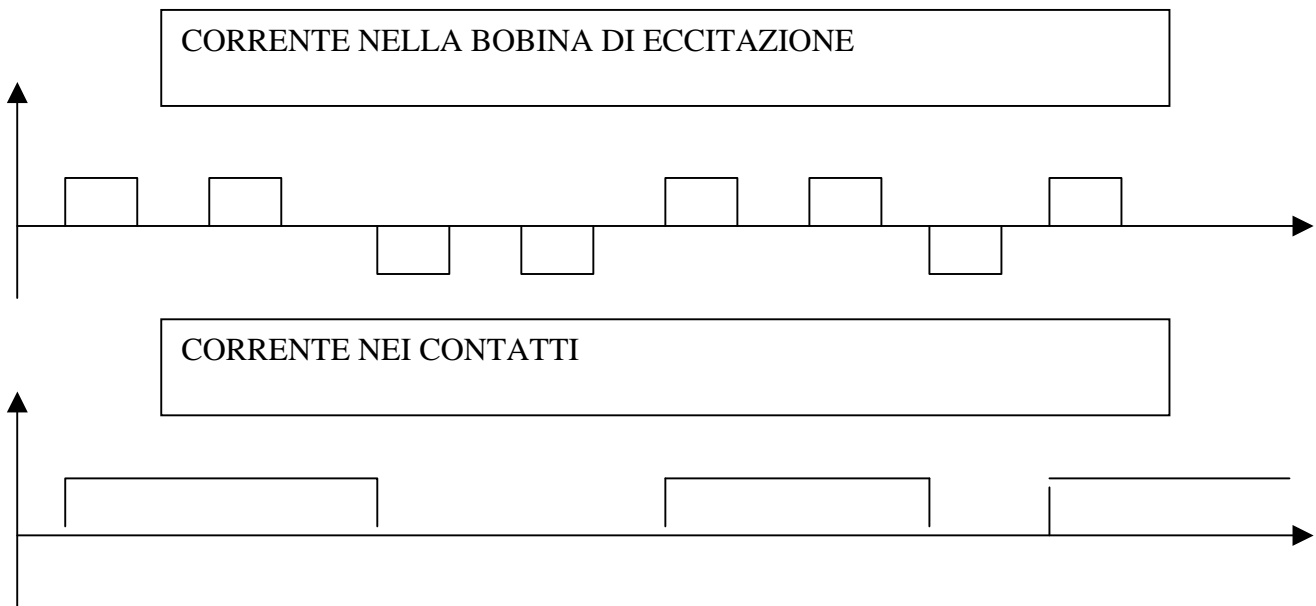 CORRENTE NELLA BOBINA DI ECCITAZIONE
CORRENTE NEI CONTATTI